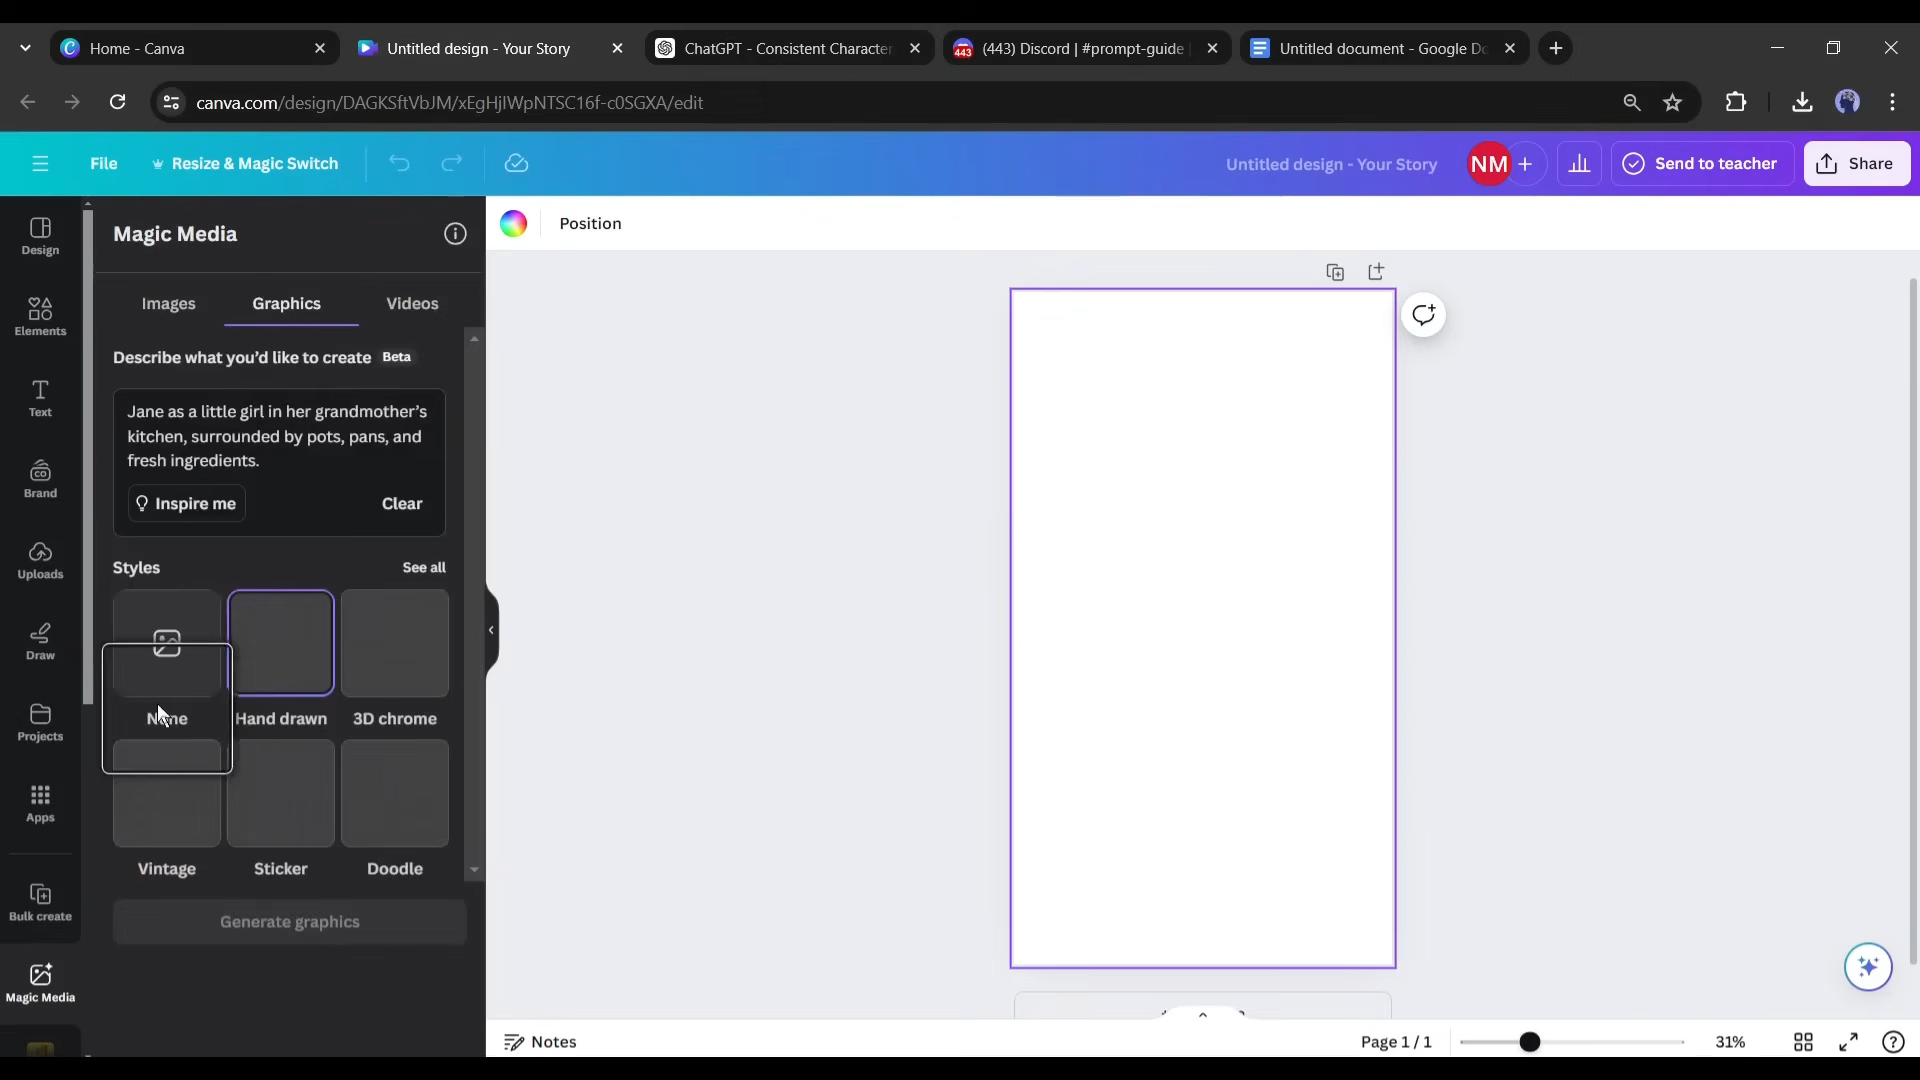 Home - Canva
Untitled design - Your Story
ChatGPT - Consistent Character
(443) Discord | #prompt-guide
Untitled document - Google Do
canva.com/design/DAGKSftVbJM/xEgHjIWpNTSC16f-c0SGXA/edit
File
Resize & Magic Switch
Untitled design - Your Story
NM
Send to teacher
Share
Design
Elements
Text
Brand
Uploads
Draw
Projects
Apps
Bulk create
Magic Media
Magic Media
Images
Graphics
Videos
Describe what you'd like to create Beta
Jane as a little girl in her grandmother's
kitchen, surrounded by pots, pans, and
fresh ingredients.
Inspire me
Clear
Styles
See all
None
Hand drawn
3D chrome
Vintage
Sticker
Doodle
Generate graphics
Position
Notes
Page 1 / 1
31%